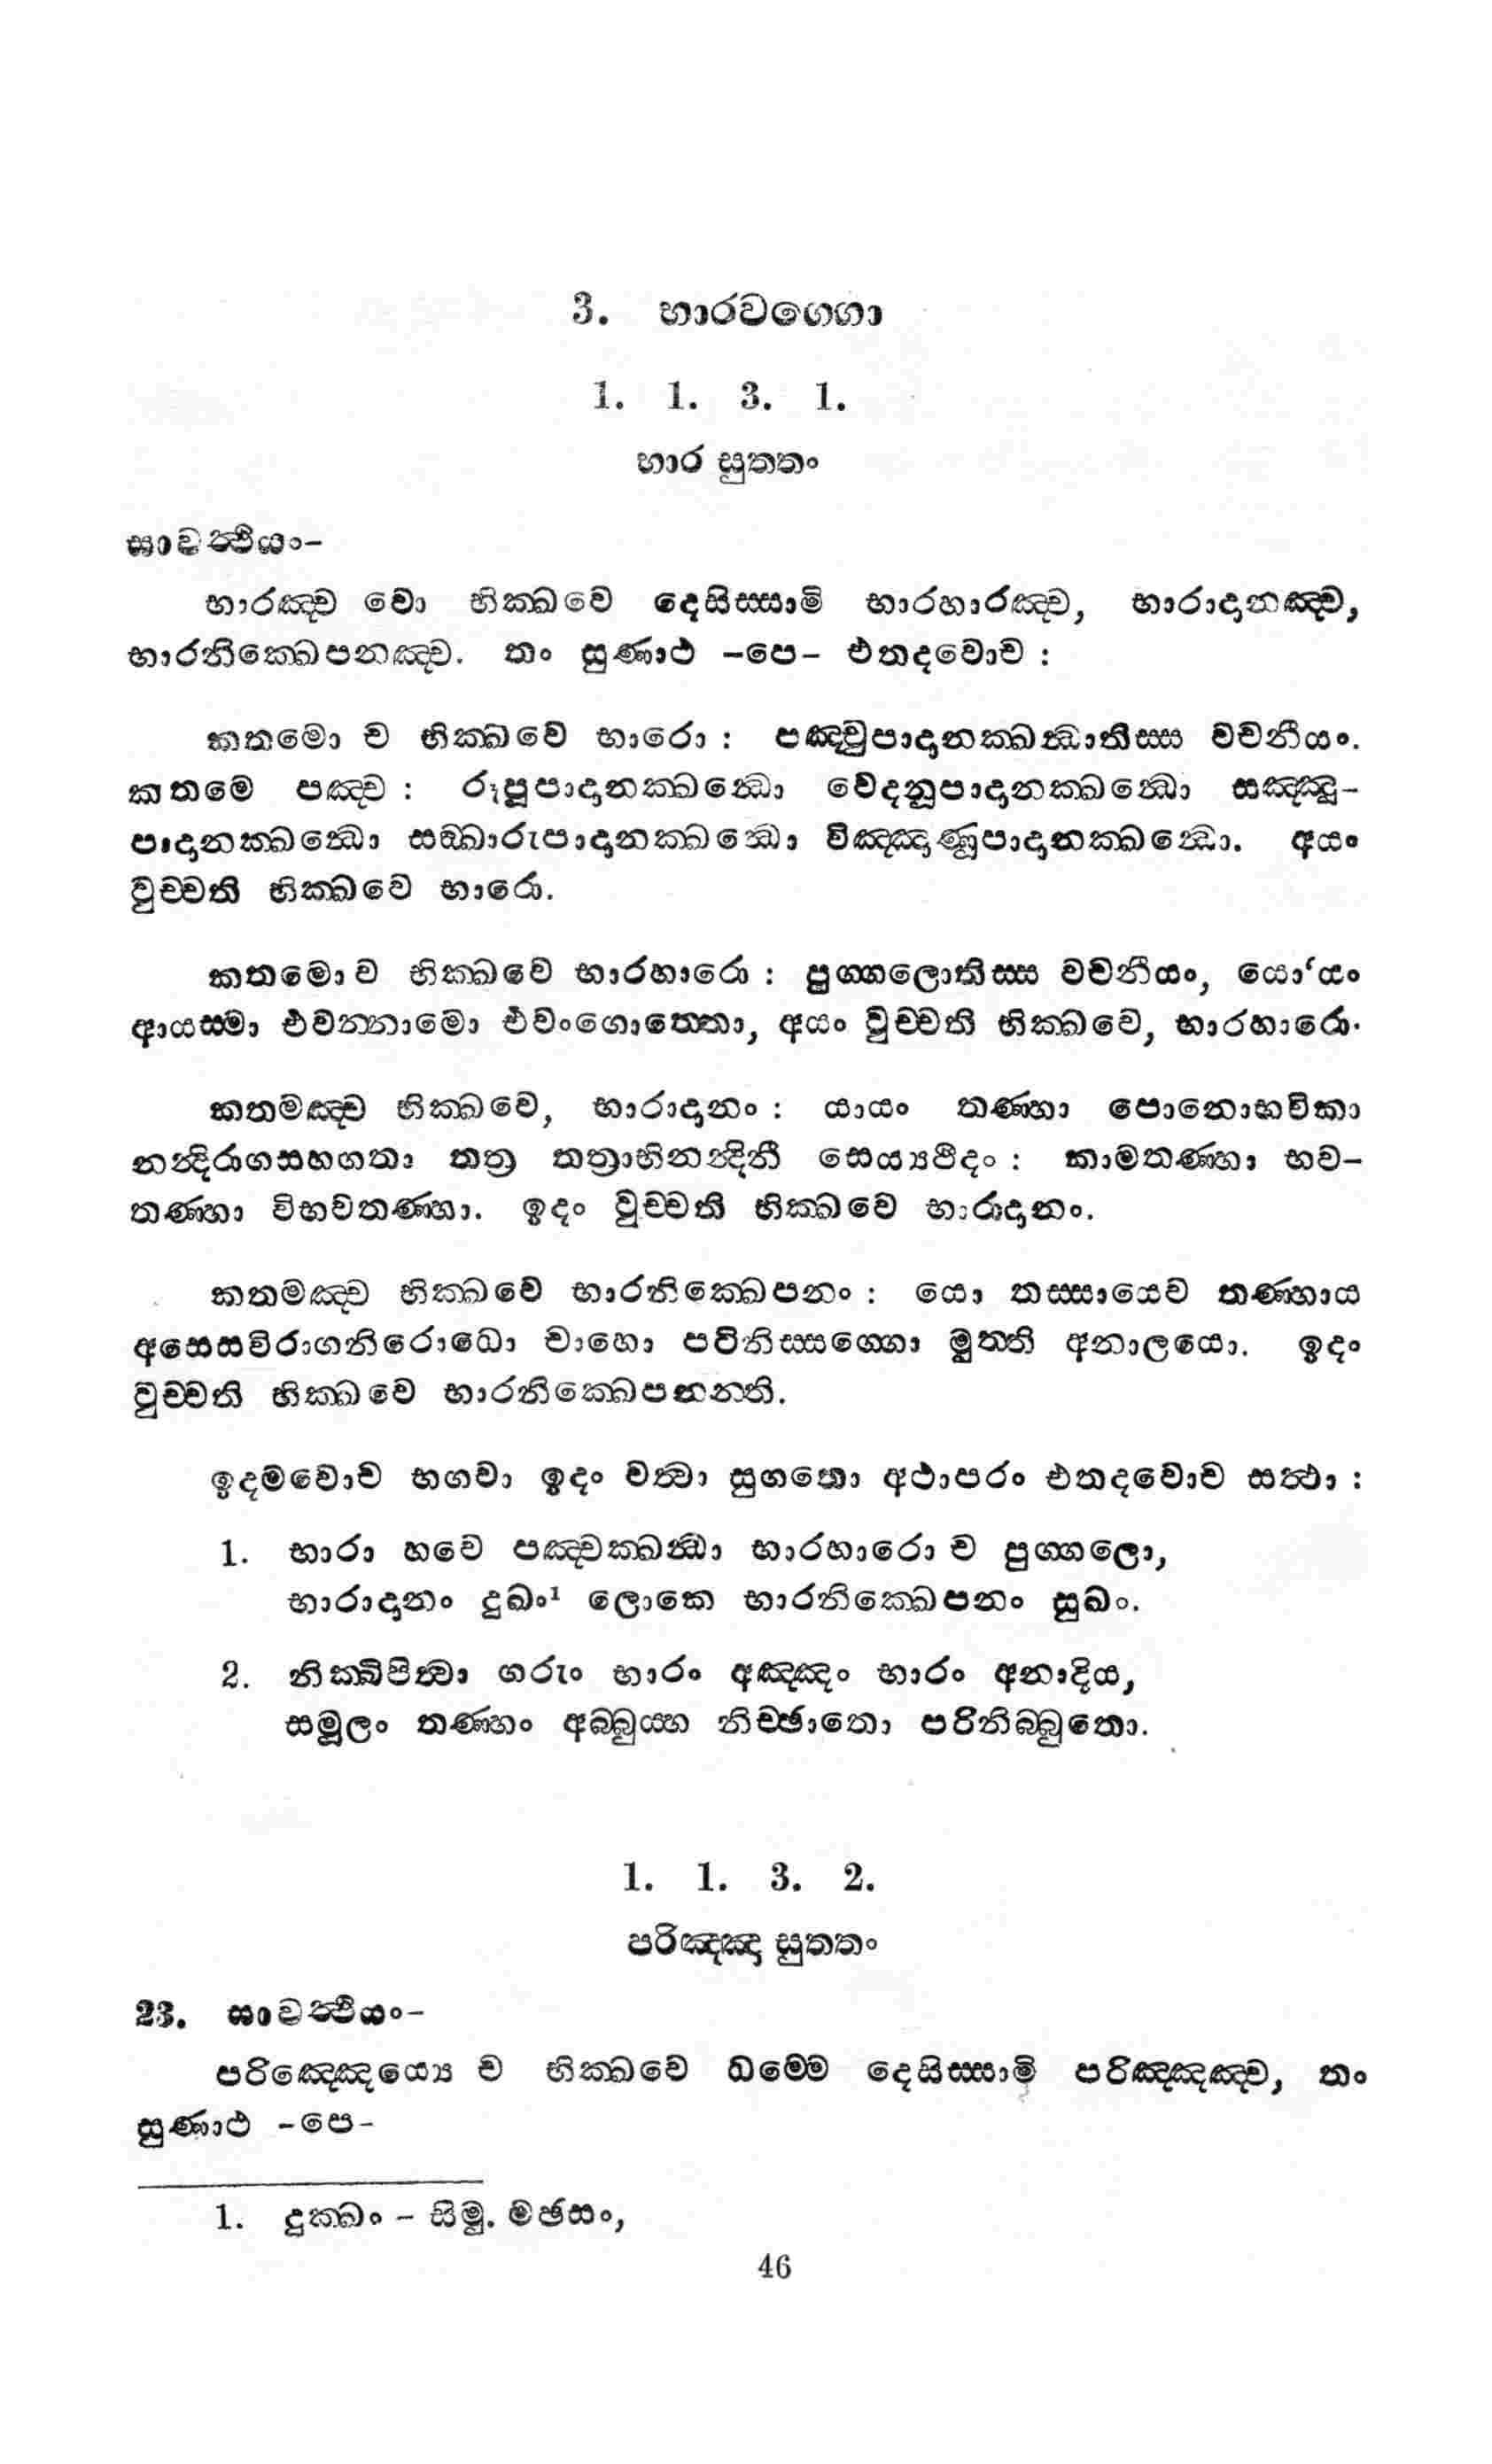 3. භාරවග්ගො
1. 1. 3. 1.
භාර සුත්තං
සාවත්ථියං-
භාරඤ්ච වො භික්ඛවෙ දෙසිස්සාමි භාරහාරඤ්ච, භාරාදානඤ්ච,
භාරනික්ඛෙපනඤ්ච. තං සුණාථ -පෙ- එතදවොච :
කතමො ච භික්ඛවෙ භාරො : පඤ්චුපාදානක්ඛන්ධාතිස්ස වචනීයං.
කතමෙ පඤ්ච : රූපූපාදානක්ඛන්ධො වෙදනූපාදානක්ඛන්ධො සඤ්ඤූ-
පාදානක්ඛන්ධො සඞ්ඛාරුපාදානක්ඛන්ධො විඤ්ඤාණූපාදානක්ඛන්ධො. අයං
වුච්චති භික්ඛවෙ භාරො.
කතමො ච භික්ඛවෙ භාරහාරො : පුග්ගලොතිස්ස වචනීයං, යො‘යං
ආයස්මා එවන්නාමො එවංගොත්තො, අයං වුච්චති භික්ඛවෙ, භාරහාරො.
කතමඤ්ච භික්ඛවෙ, භාරාදානං : යායං තණ්හා පොනොභවිකා
නන්දිරාගසහගතා තත්‍ර තත්‍රාභිනන්දිනී සෙය්‍යථීදං : කාමතණ්හා භව-
තණ්හා විභවතණ්හා. ඉදං වුච්චති භික්ඛවෙ භාරාදානං.
කතමඤ්ච භික්ඛවෙ භාරනික්ඛෙපනං : යො තස්සායෙව තණ්හාය
අසෙසවිරාගනිරොධො චාගො පටිනිස්සග්ගො මුත්ති අනාලයො. ඉදං
වුච්චති භික්ඛවෙ භාරනික්ඛෙපනන්ති.
ඉදමවොච භගවා ඉදං වත්වා සුගතො අථාපරං එතදවොච සත්ථා :
1. භාරා හවෙ පඤ්චක්ඛන්ධා භාරහාරො ච පුග්ගලො,
භාරාදානං දුඛං¹ ලොකෙ භාරනික්ඛෙපනං සුඛං.
2. නික්ඛිපිත්වා ගරුං භාරං අඤ්ඤං භාරං අනාදිය,
සමූලං තණ්හං අබ්බුය්හ නිච්ඡාතො පරිනිබ්බුතො.
1. 1. 3. 2.
පරිඤ්ඤා සුත්තං
23. සාවත්ථියං-
පරිඤ්ඤෙය්‍යෙ ච භික්ඛවෙ ධම්මෙ දෙසිස්සාමි පරිඤ්ඤඤ්ච, තං
සුණාථ -පෙ-
1. දුක්ඛං - සීමු. මඡසං,
46